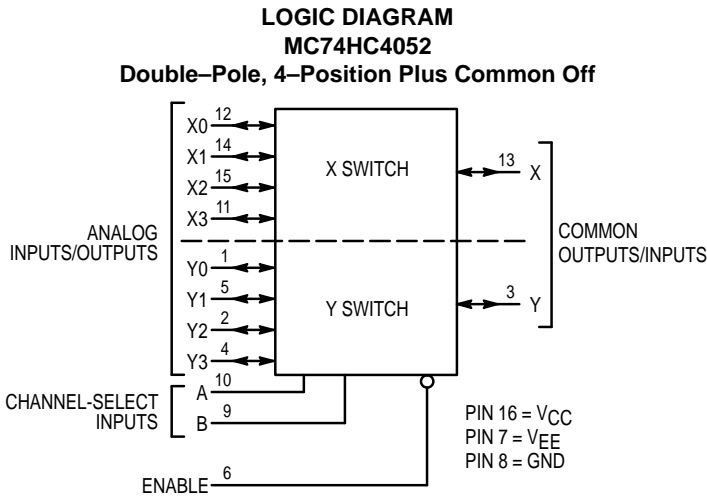 LOGIC DIAGRAM
MC74HC4052
Double–Pole, 4–Position Plus Common Off
X0 12
X1 14
X2 15
X3 11
X SWITCH
13 X
ANALOG
INPUTS/OUTPUTS
COMMON
OUTPUTS/INPUTS
Y0 1
Y1 5
Y2 2
Y3 4
Y SWITCH
3 Y
CHANNEL-SELECT
INPUTS
A 10
B 9
ENABLE 6
PIN 16 = VCC
PIN 7 = VEE
PIN 8 = GND